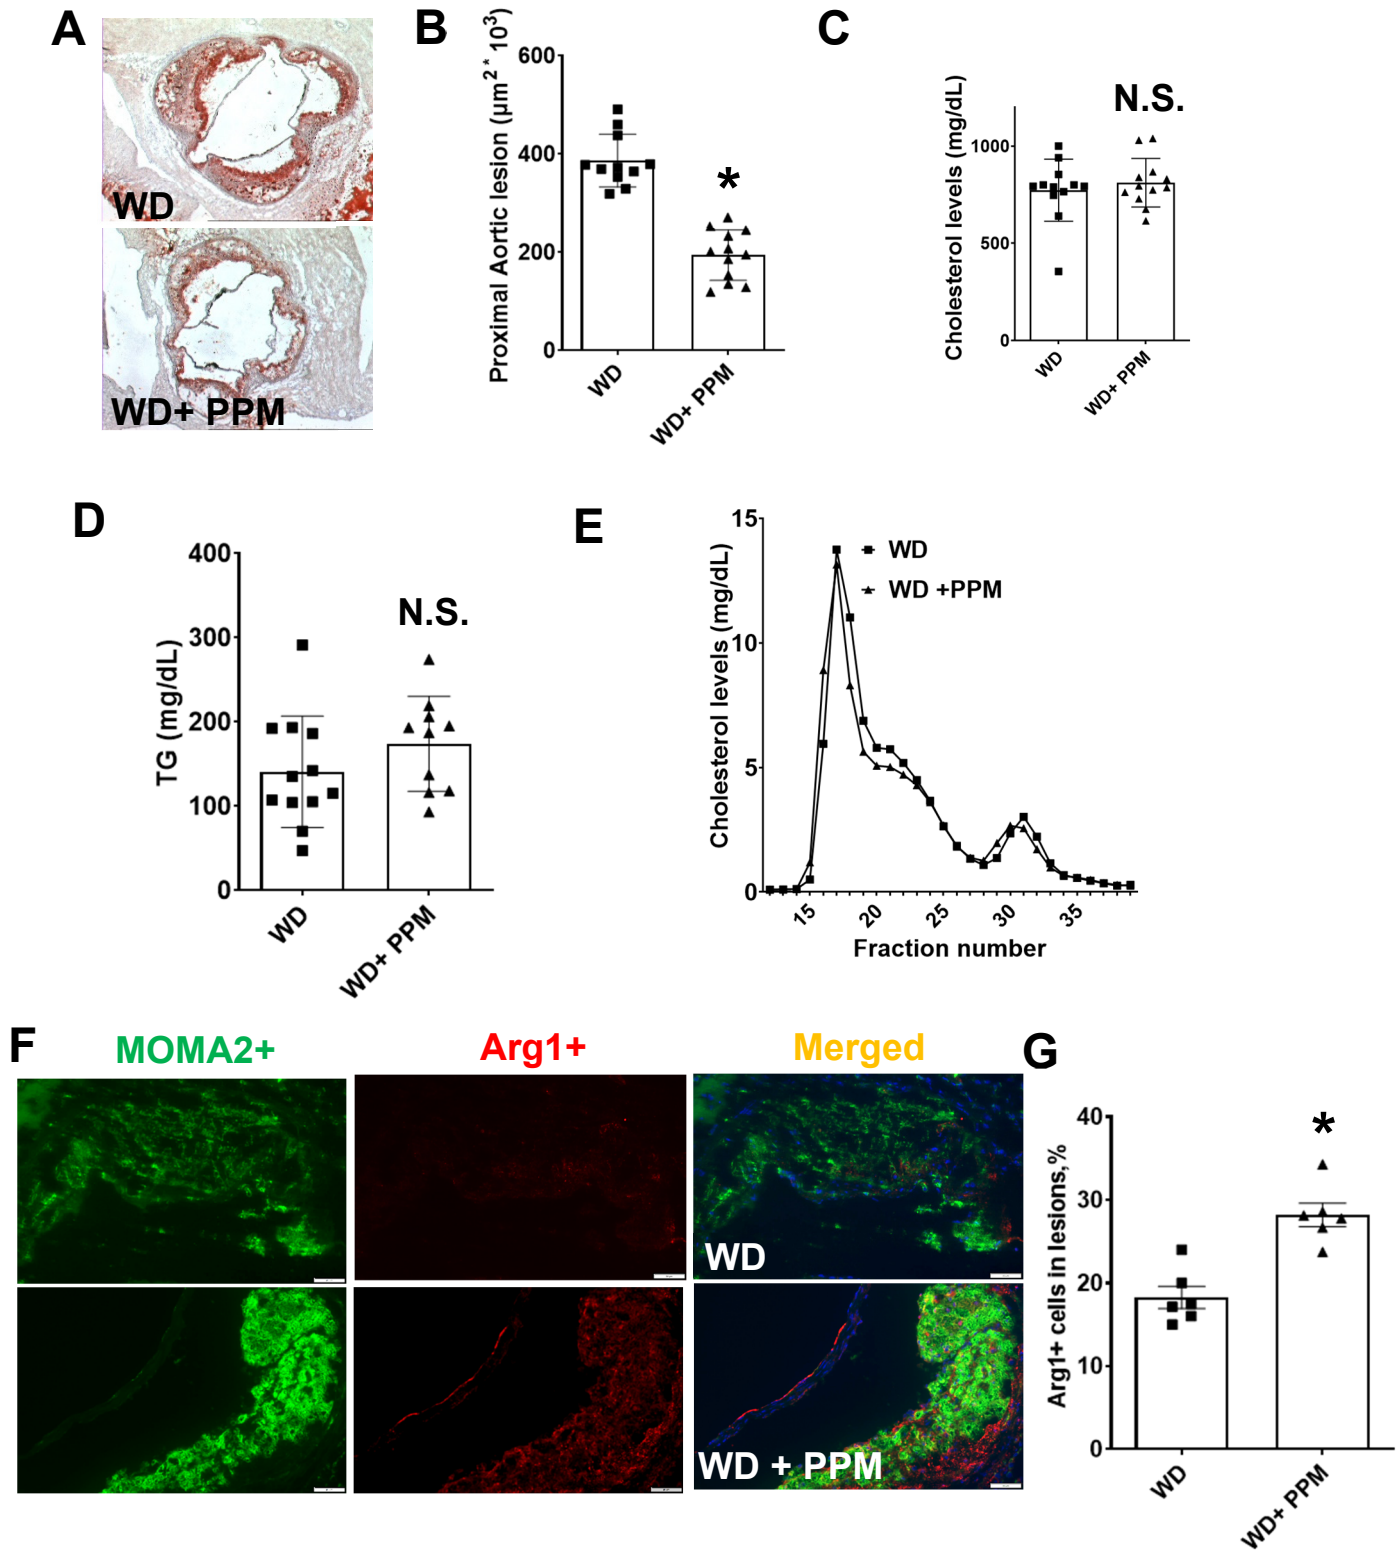 A
WD
WD+ PPM
B
Proximal Aortic lesion (µm² * 10³)
600
400
200
0
*
WD
WD+ PPM
C
Cholesterol levels (mg/dL)
1000
500
0
N.S.
WD
WD+ PPM
D
TG (mg/dL)
400
300
200
100
0
N.S.
WD
WD+ PPM
E
Cholesterol levels (mg/dL)
15
10
5
0
WD
WD +PPM
15
20
25
30
35
Fraction number
F
MOMA2+
Arg1+
Merged
WD
WD + PPM
G
Arg1+ cells in lesions,%
40
30
20
10
0
*
WD
WD+ PPM